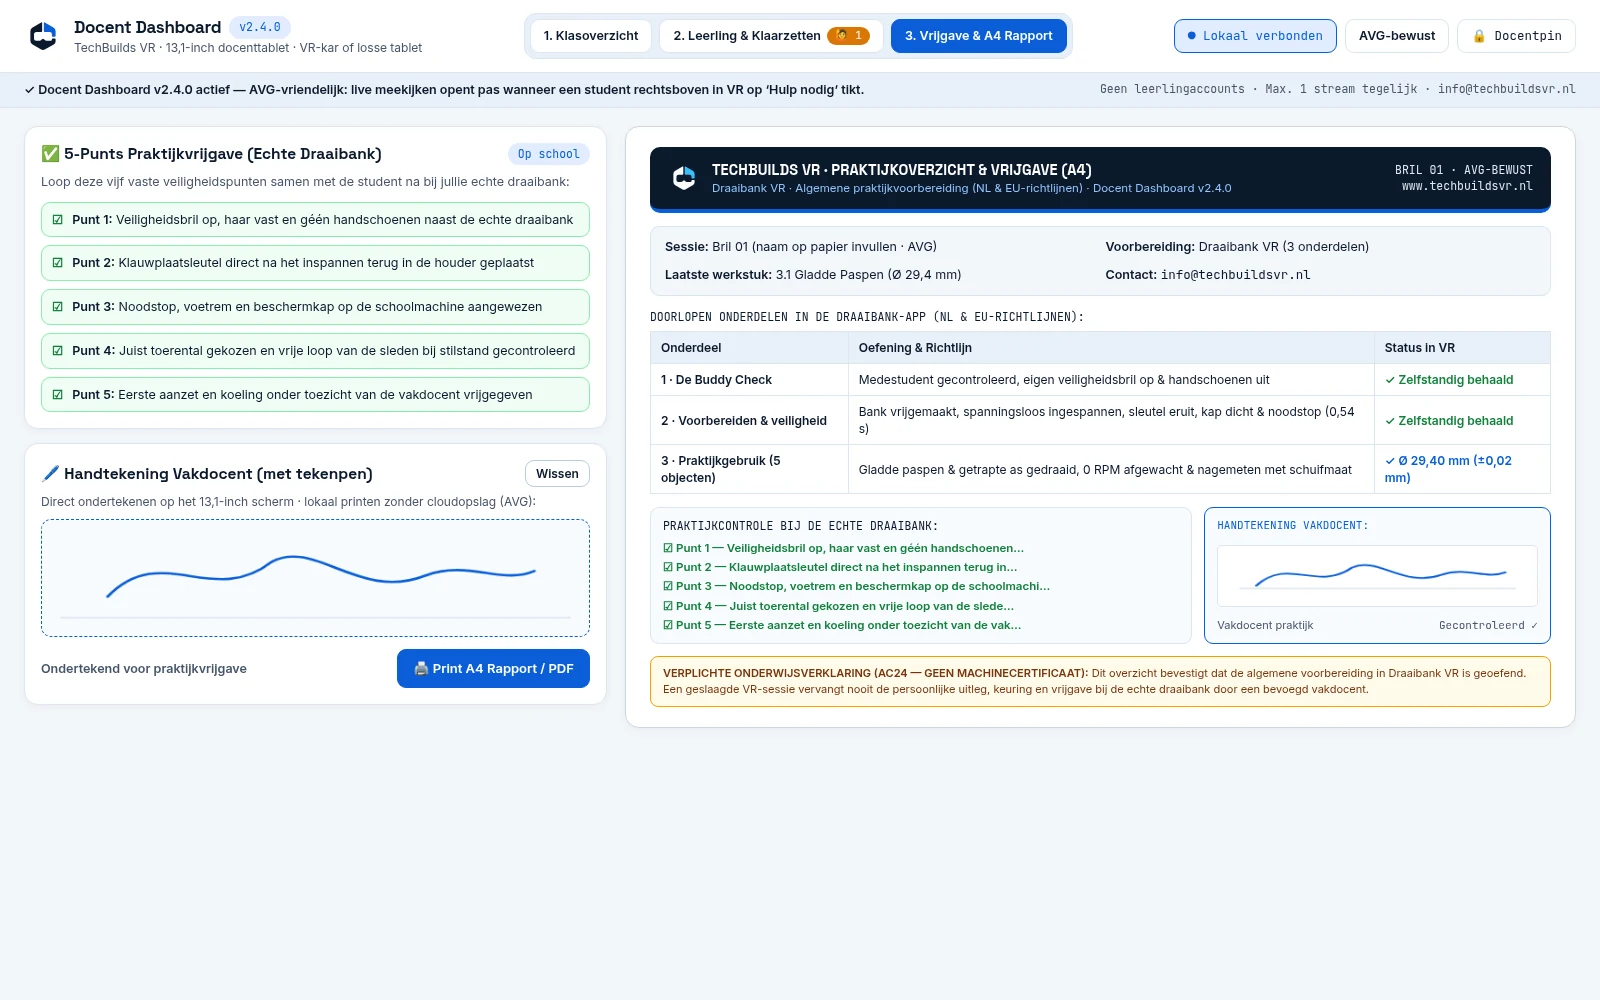 Docent Dashboard v2.4.0
TechBuilds VR · 13,1-inch docenttablet · VR-kar of losse tablet
1. Klasoverzicht
2. Leerling & Klaarzetten 🙋 1
3. Vrijgave & A4 Rapport
● Lokaal verbonden
AVG-bewust
🔒 Docentpin
✓ Docent Dashboard v2.4.0 actief — AVG-vriendelijk: live meekijken opent pas wanneer een student rechtsboven in VR op ‘Hulp nodig’ tikt.
Geen leerlingaccounts · Max. 1 stream tegelijk · info@techbuildsvr.nl
✅ 5-Punts Praktijkvrijgave (Echte Draaibank)
Op school
Loop deze vijf vaste veiligheidspunten samen met de student na bij jullie echte draaibank:
☑ Punt 1: Veiligheidsbril op, haar vast en géén handschoenen naast de echte draaibank
☑ Punt 2: Klauwplaatsleutel direct na het inspannen terug in de houder geplaatst
☑ Punt 3: Noodstop, voetrem en beschermkap op de schoolmachine aangewezen
☑ Punt 4: Juist toerental gekozen en vrije loop van de sleden bij stilstand gecontroleerd
☑ Punt 5: Eerste aanzet en koeling onder toezicht van de vakdocent vrijgegeven
🖊️ Handtekening Vakdocent (met tekenpen)
Wissen
Direct ondertekenen op het 13,1-inch scherm · lokaal printen zonder cloudopslag (AVG):
Ondertekend voor praktijkvrijgave
🖨️ Print A4 Rapport / PDF
TECHBUILDS VR · PRAKTIJKOVERZICHT & VRIJGAVE (A4)
Draaibank VR · Algemene praktijkvoorbereiding (NL & EU-richtlijnen) · Docent Dashboard v2.4.0
BRIL 01 · AVG-BEWUST
www.techbuildsvr.nl
Sessie: Bril 01 (naam op papier invullen · AVG)
Voorbereiding: Draaibank VR (3 onderdelen)
Laatste werkstuk: 3.1 Gladde Paspen (Ø 29,4 mm)
Contact: info@techbuildsvr.nl
DOORLOPEN ONDERDELEN IN DE DRAAIBANK-APP (NL & EU-RICHTLIJNEN):
Onderdeel
Oefening & Richtlijn
Status in VR
1 · De Buddy Check
Medestudent gecontroleerd, eigen veiligheidsbril op & handschoenen uit
✓ Zelfstandig behaald
2 · Voorbereiden & veiligheid
Bank vrijgemaakt, spanningsloos ingespannen, sleutel eruit, kap dicht & noodstop (0,54
s)
✓ Zelfstandig behaald
3 · Praktijkgebruik (5
objecten)
Gladde paspen & getrapte as gedraaid, 0 RPM afgewacht & nagemeten met schuifmaat
✓ Ø 29,40 mm (±0,02
mm)
PRAKTIJKCONTROLE BIJ DE ECHTE DRAAIBANK:
☑ Punt 1 — Veiligheidsbril op, haar vast en géén handschoenen...
☑ Punt 2 — Klauwplaatsleutel direct na het inspannen terug in...
☑ Punt 3 — Noodstop, voetrem en beschermkap op de schoolmachi...
☑ Punt 4 — Juist toerental gekozen en vrije loop van de slede...
☑ Punt 5 — Eerste aanzet en koeling onder toezicht van de vak...
HANDTEKENING VAKDOCENT:
Vakdocent praktijk
Gecontroleerd ✓
VERPLICHTE ONDERWIJSVERKLARING (AC24 — GEEN MACHINECERTIFICAAT): Dit overzicht bevestigt dat de algemene voorbereiding in Draaibank VR is geoefend.
Een geslaagde VR-sessie vervangt nooit de persoonlijke uitleg, keuring en vrijgave bij de echte draaibank door een bevoegd vakdocent.